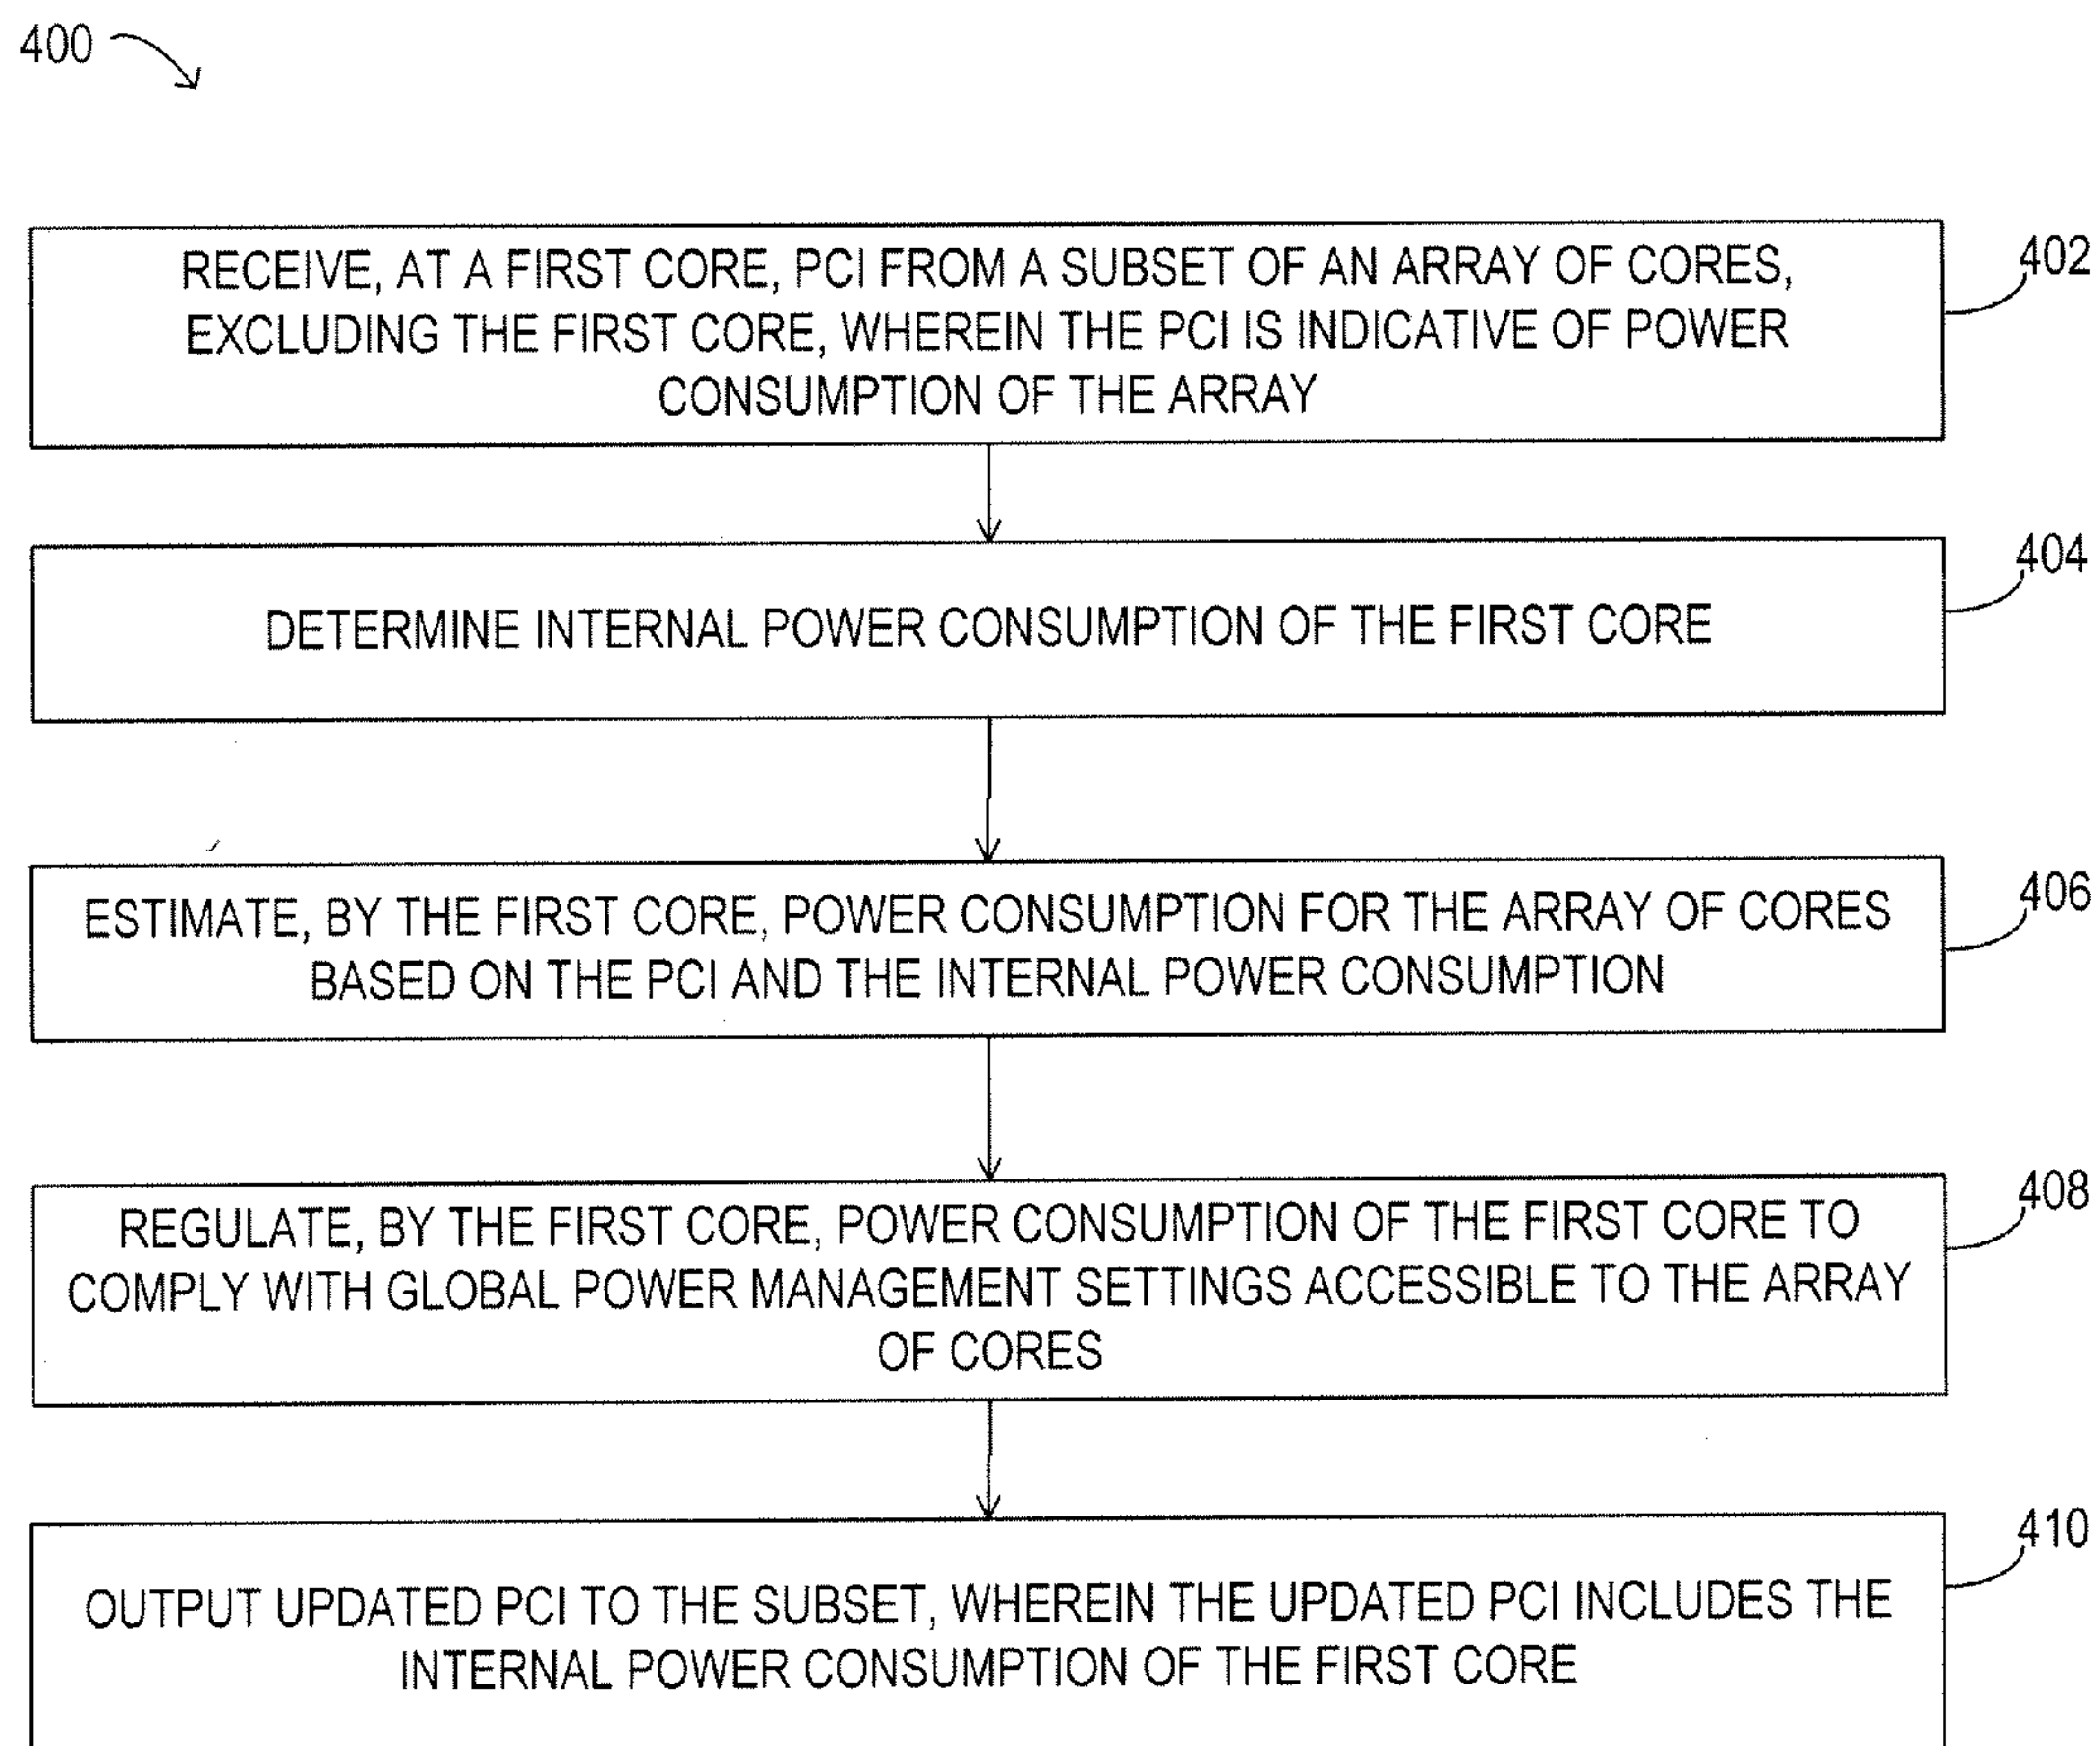 400
RECEIVE, AT A FIRST CORE, PCI FROM A SUBSET OF AN ARRAY OF CORES,
EXCLUDING THE FIRST CORE, WHEREIN THE PCI IS INDICATIVE OF POWER
CONSUMPTION OF THE ARRAY
402
DETERMINE INTERNAL POWER CONSUMPTION OF THE FIRST CORE
404
ESTIMATE, BY THE FIRST CORE, POWER CONSUMPTION FOR THE ARRAY OF CORES
BASED ON THE PCI AND THE INTERNAL POWER CONSUMPTION
406
REGULATE, BY THE FIRST CORE, POWER CONSUMPTION OF THE FIRST CORE TO
COMPLY WITH GLOBAL POWER MANAGEMENT SETTINGS ACCESSIBLE TO THE ARRAY
OF CORES
408
OUTPUT UPDATED PCI TO THE SUBSET, WHEREIN THE UPDATED PCI INCLUDES THE
INTERNAL POWER CONSUMPTION OF THE FIRST CORE
410